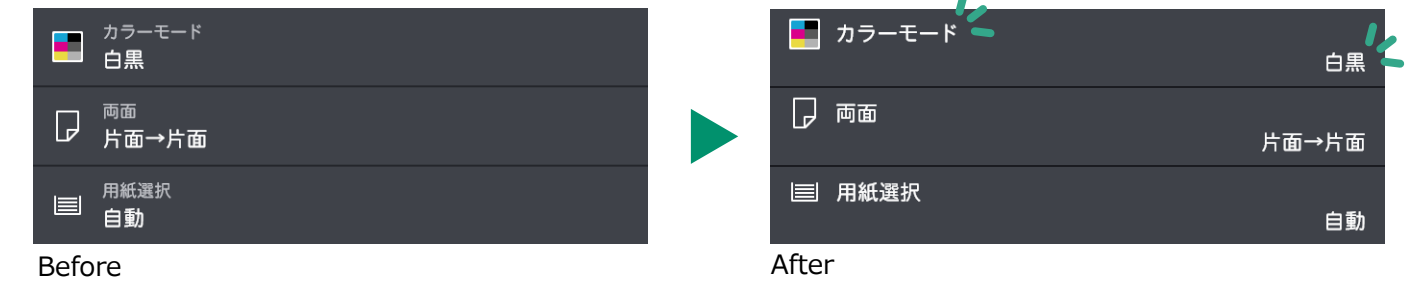 カラーモード
白黒
両面
片面→片面
用紙選択
自動
Before
カラーモード
白黒
両面
片面→片面
用紙選択
自動
After